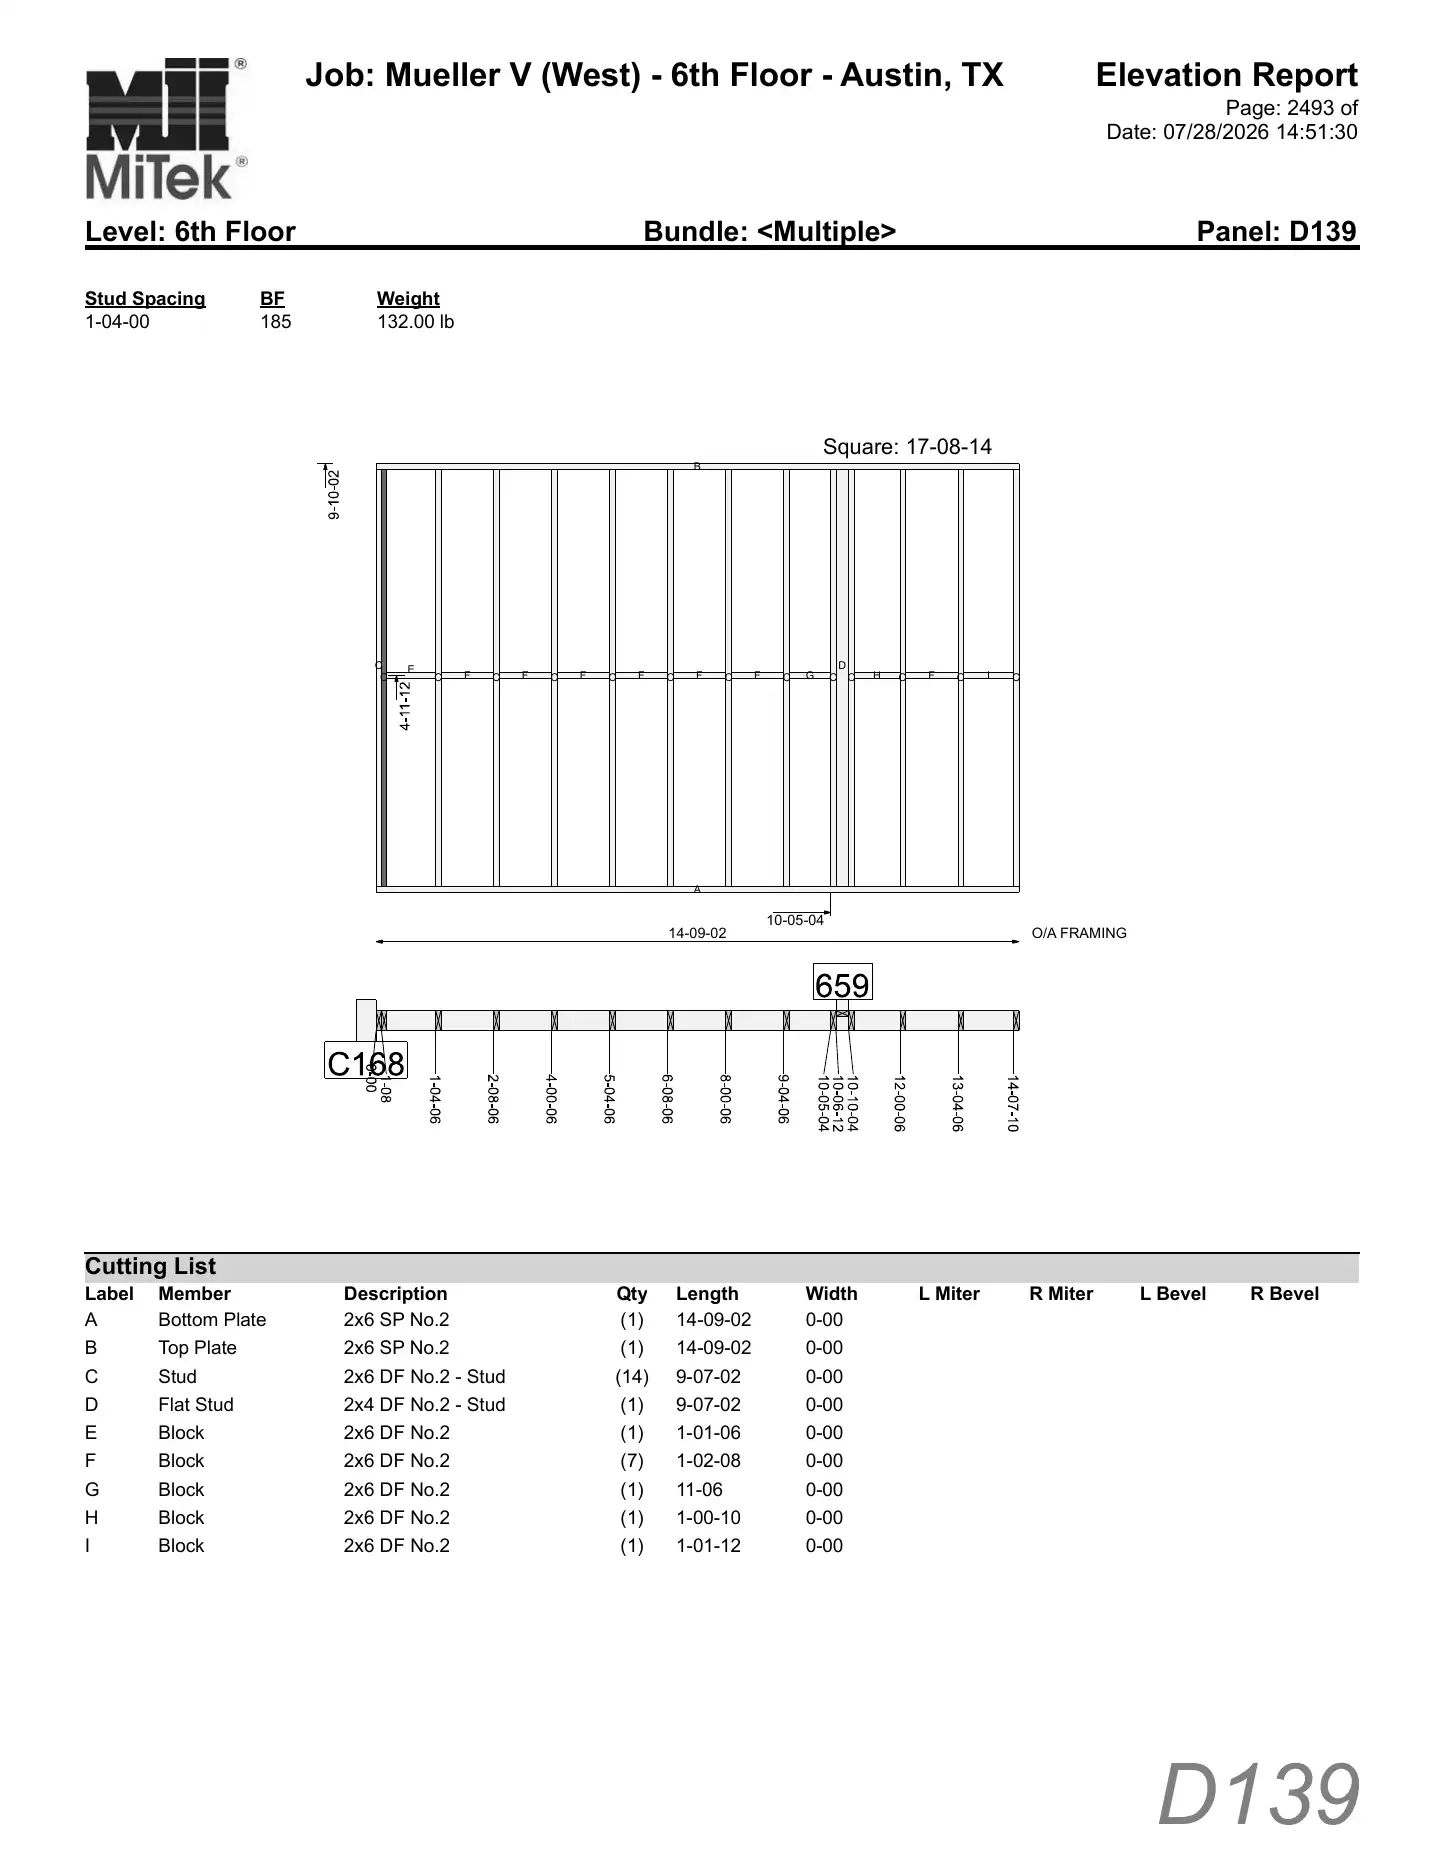 Job: Mueller V (West) - 6th Floor - Austin, TX
Elevation Report
Page: 2493 of
Date: 07/28/2026 14:51:30
MiTek®
Level: 6th Floor
Bundle: <Multiple>
Panel: D139
Stud Spacing BF Weight
1-04-00 185 132.00 lb
Square: 17-08-14
B
9-10-02
C
D
F F F F F F G H F I
4-11-12
A
10-05-04
14-09-02
O/A FRAMING
659
C168
0-00
1-08
1-04-06
2-08-06
4-00-06
5-04-06
6-08-06
8-00-06
9-04-06
10-05-04
10-06-12
10-10-04
12-00-06
13-04-06
14-07-10
Cutting List
Label Member Description Qty Length Width L Miter R Miter L Bevel R Bevel
A Bottom Plate 2x6 SP No.2 (1) 14-09-02 0-00
B Top Plate 2x6 SP No.2 (1) 14-09-02 0-00
C Stud 2x6 DF No.2 - Stud (14) 9-07-02 0-00
D Flat Stud 2x4 DF No.2 - Stud (1) 9-07-02 0-00
E Block 2x6 DF No.2 (1) 1-01-06 0-00
F Block 2x6 DF No.2 (7) 1-02-08 0-00
G Block 2x6 DF No.2 (1) 11-06 0-00
H Block 2x6 DF No.2 (1) 1-00-10 0-00
I Block 2x6 DF No.2 (1) 1-01-12 0-00
D139